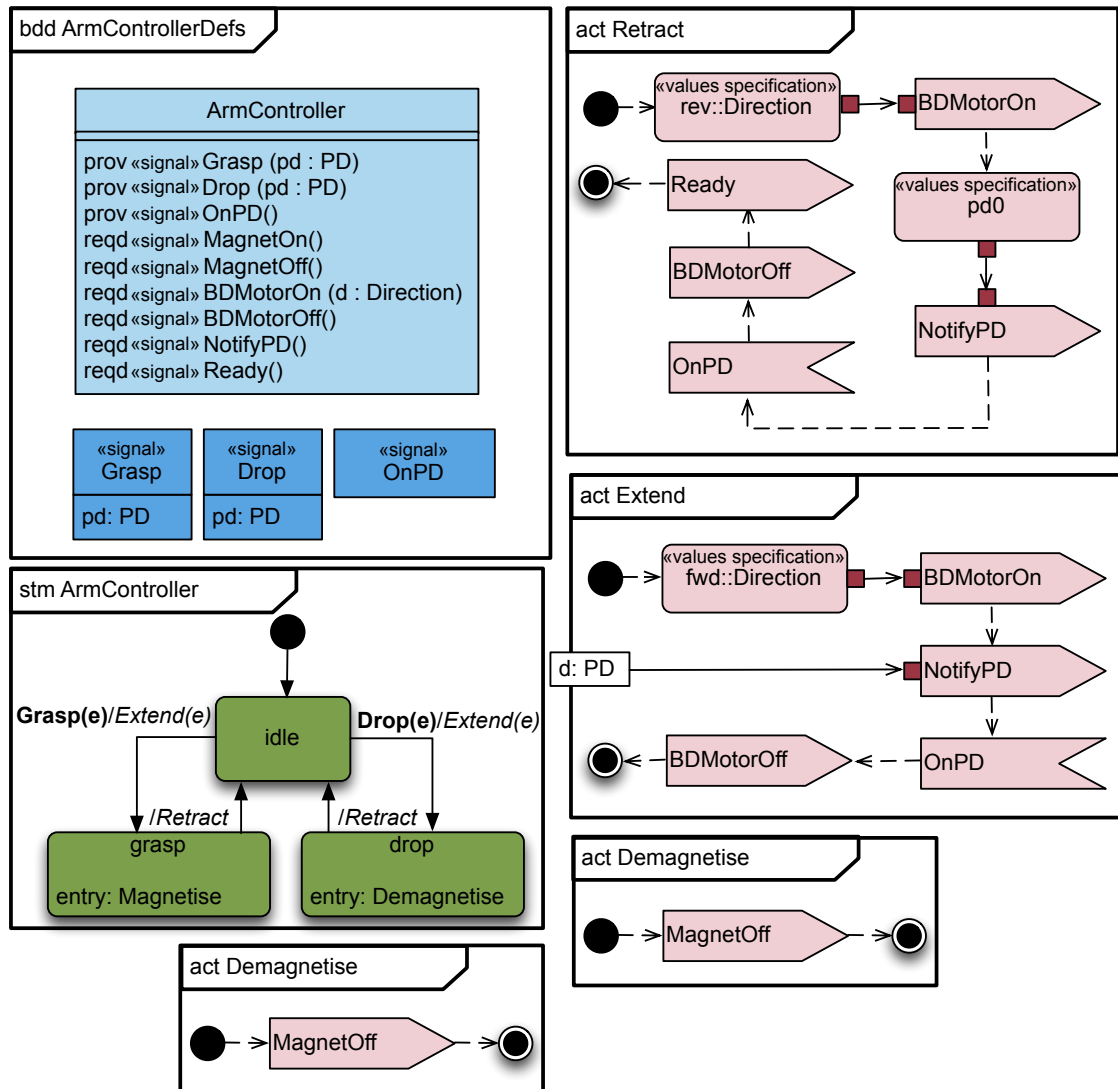 bdd ArmControllerDefs
ArmController
prov «signal» Grasp (pd : PD)
prov «signal» Drop (pd : PD)
prov «signal» OnPD()
reqd «signal» MagnetOn()
reqd «signal» MagnetOff()
reqd «signal» BDMotorOn (d : Direction)
reqd «signal» BDMotorOff()
reqd «signal» NotifyPD()
reqd «signal» Ready()
«signal»
Grasp
pd: PD
«signal»
Drop
pd: PD
«signal»
OnPD
act Retract
«values specification»
rev::Direction
BDMotorOn
Ready
«values specification»
pd0
BDMotorOff
NotifyPD
OnPD
act Extend
«values specification»
fwd::Direction
BDMotorOn
d: PD
NotifyPD
BDMotorOff
OnPD
stm ArmController
Grasp(e)/Extend(e)
Drop(e)/Extend(e)
idle
/Retract
/Retract
grasp
entry: Magnetise
drop
entry: Demagnetise
act Demagnetise
MagnetOff
act Demagnetise
MagnetOff